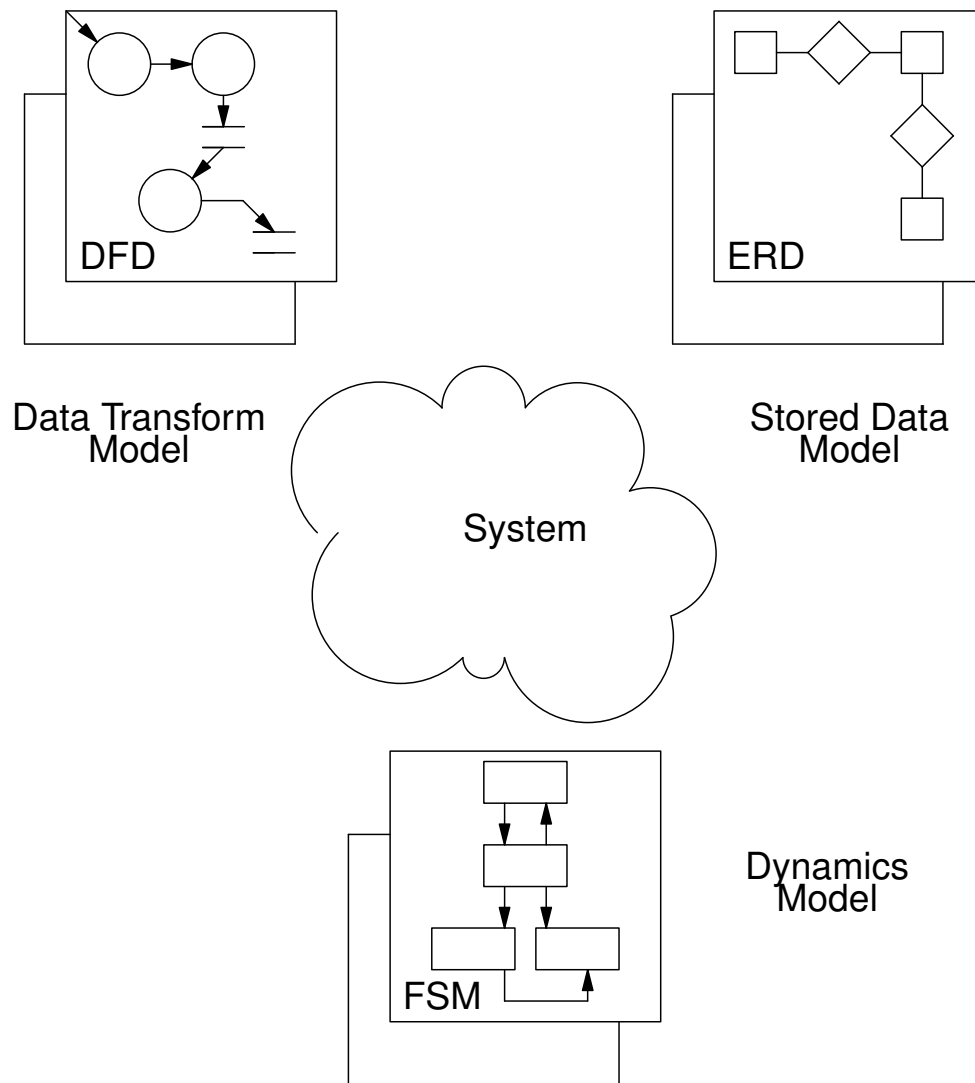 DFD
ERD
Data Transform
Model
Stored Data
Model
System
Dynamics
Model
FSM